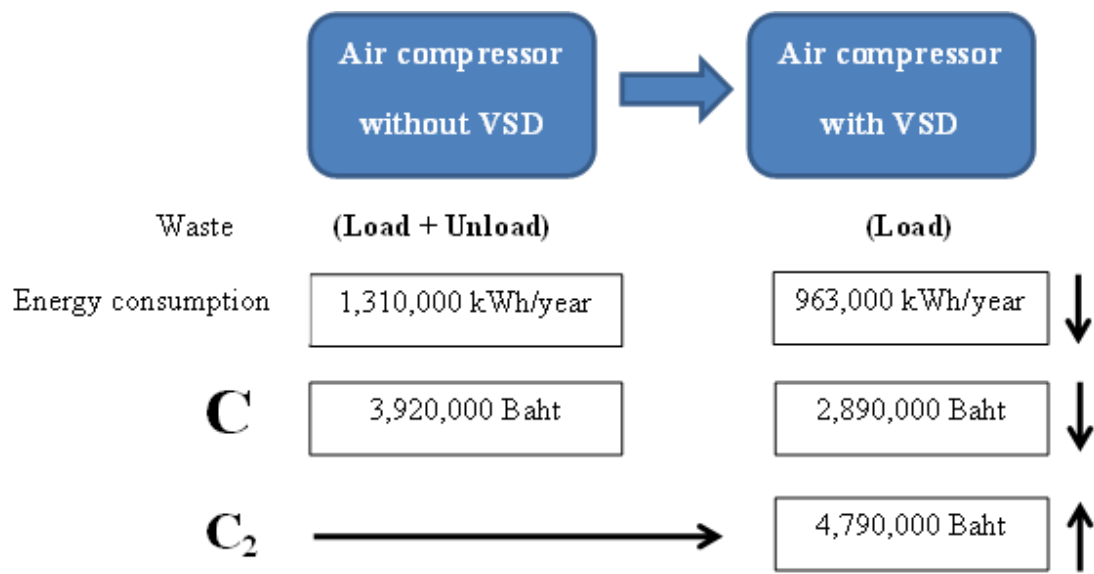 Air compressor
without VSD
Air compressor
with VSD
Waste (Load + Unload) (Load)
Energy consumption 1,310,000 kWh/year 963,000 kWh/year
C 3,920,000 Baht 2,890,000 Baht
C₂ 4,790,000 Baht